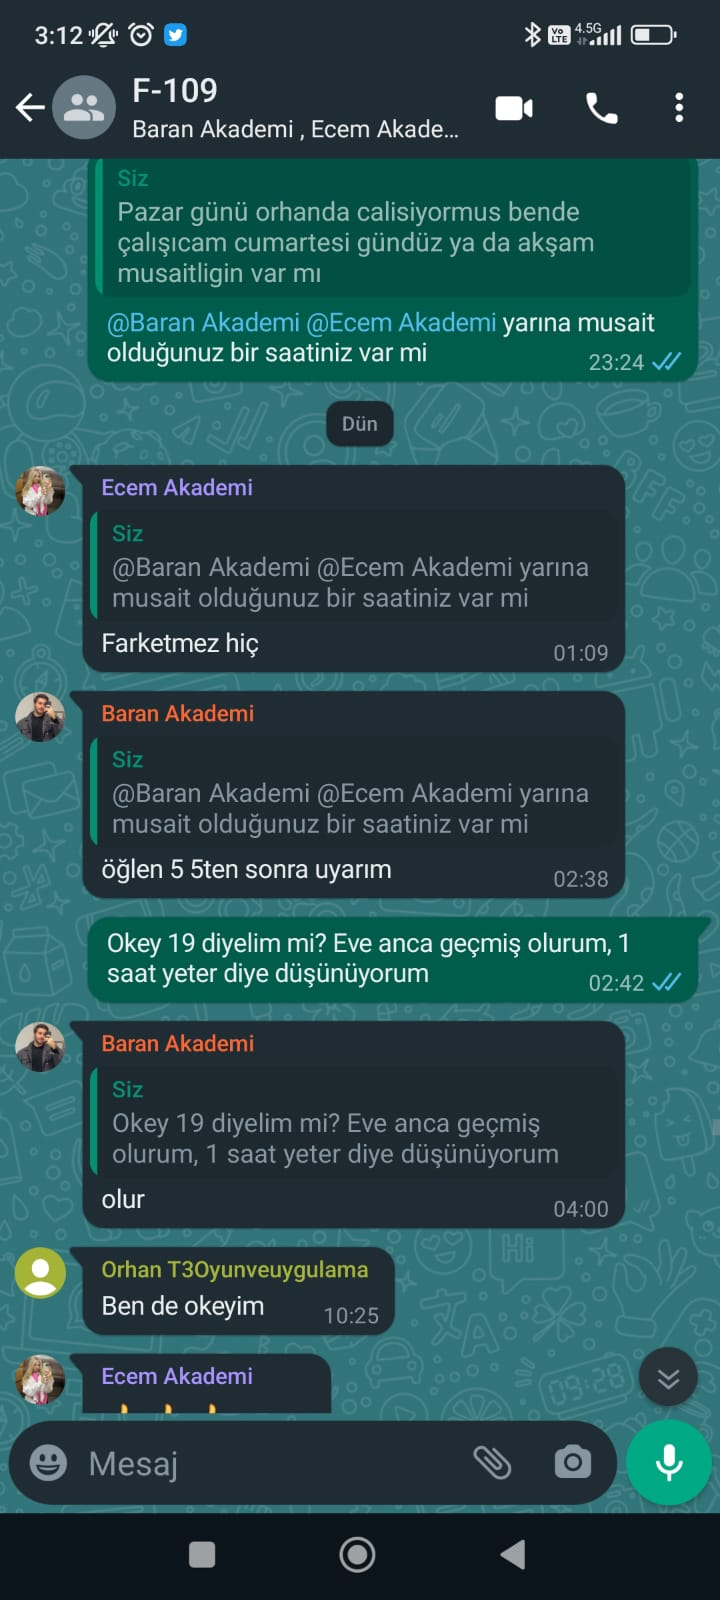 3:12
4.5G
Vo
LTE
F-109
Baran Akademi , Ecem Akade...
Siz
Pazar günü orhanda calisiyormus bende
çalışıcam cumartesi gündüz ya da akşam
musaitligin var mı
@Baran Akademi @Ecem Akademi yarına musait
olduğunuz bir saatiniz var mi
23:24
Dün
Ecem Akademi
Siz
@Baran Akademi @Ecem Akademi yarına
musait olduğunuz bir saatiniz var mi
Farketmez hiç
01:09
Baran Akademi
Siz
@Baran Akademi @Ecem Akademi yarına
musait olduğunuz bir saatiniz var mi
öğlen 5 5ten sonra uyarım
02:38
Okey 19 diyelim mi? Eve anca geçmiş olurum, 1
saat yeter diye düşünüyorum
02:42
Baran Akademi
Siz
Okey 19 diyelim mi? Eve anca geçmiş
olurum, 1 saat yeter diye düşünüyorum
olur
04:00
Orhan T3Oyunveuygulama
Ben de okeyim
10:25
Ecem Akademi
Mesaj